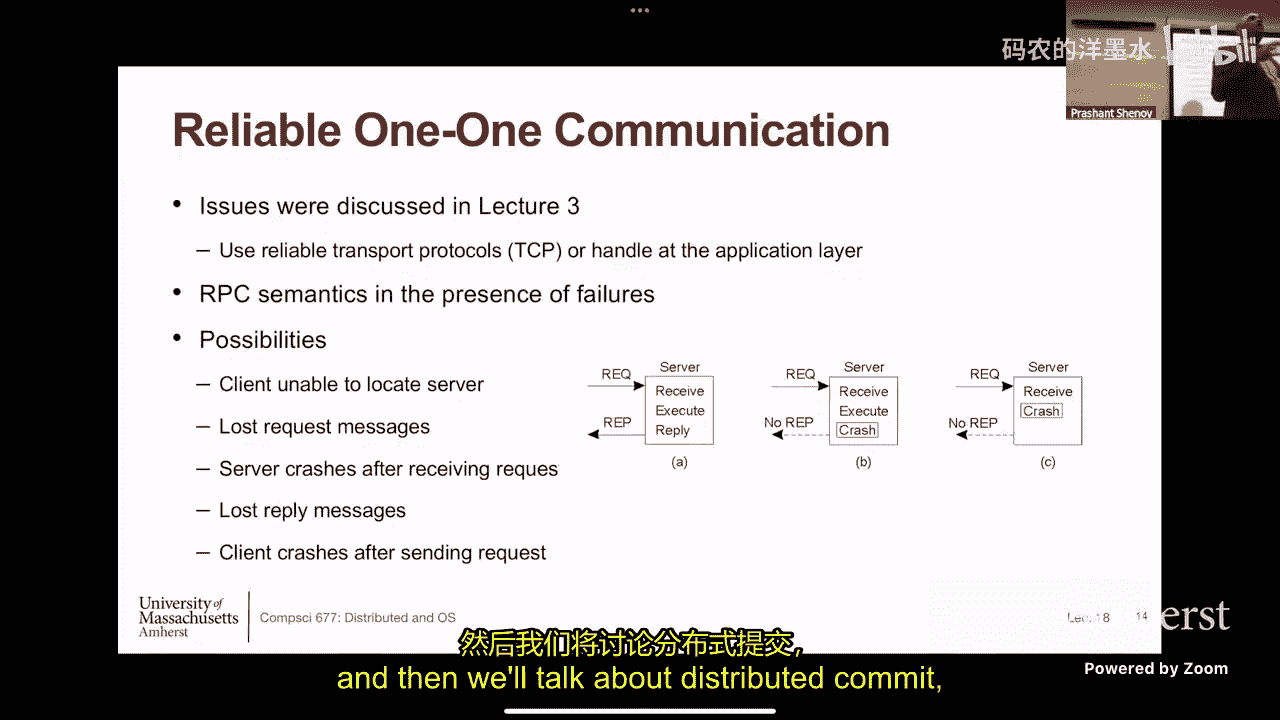 码农的洋墨水
Prashant Shenoy
Reliable One-One Communication
• Issues were discussed in Lecture 3
– Use reliable transport protocols (TCP) or handle at the application layer
• RPC semantics in the presence of failures
• Possibilities
– Client unable to locate server
– Lost request messages
– Server crashes after receiving reques
– Lost reply messages
– Client crashes after sending request
REQ
Server
Receive
Execute
Reply
REP
(a)
REQ
Server
Receive
Execute
Crash
No REP
(b)
REQ
Server
Receive
Crash
No REP
(c)
University of
Massachusetts
Amherst
Compsci 677: Distributed and OS
14
然后我们将讨论分布式提交，
and then we'll talk about distributed commit,
Powered by Zoom